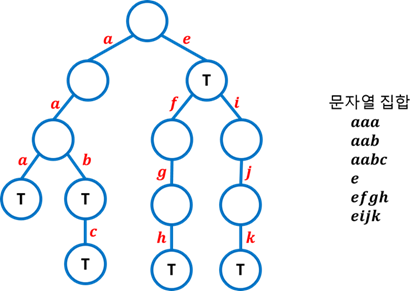 a e
T
a f i
문자열 집합
aaa
aab
aabc
e
efgh
eijk
a b g j
T T
c h k
T T T